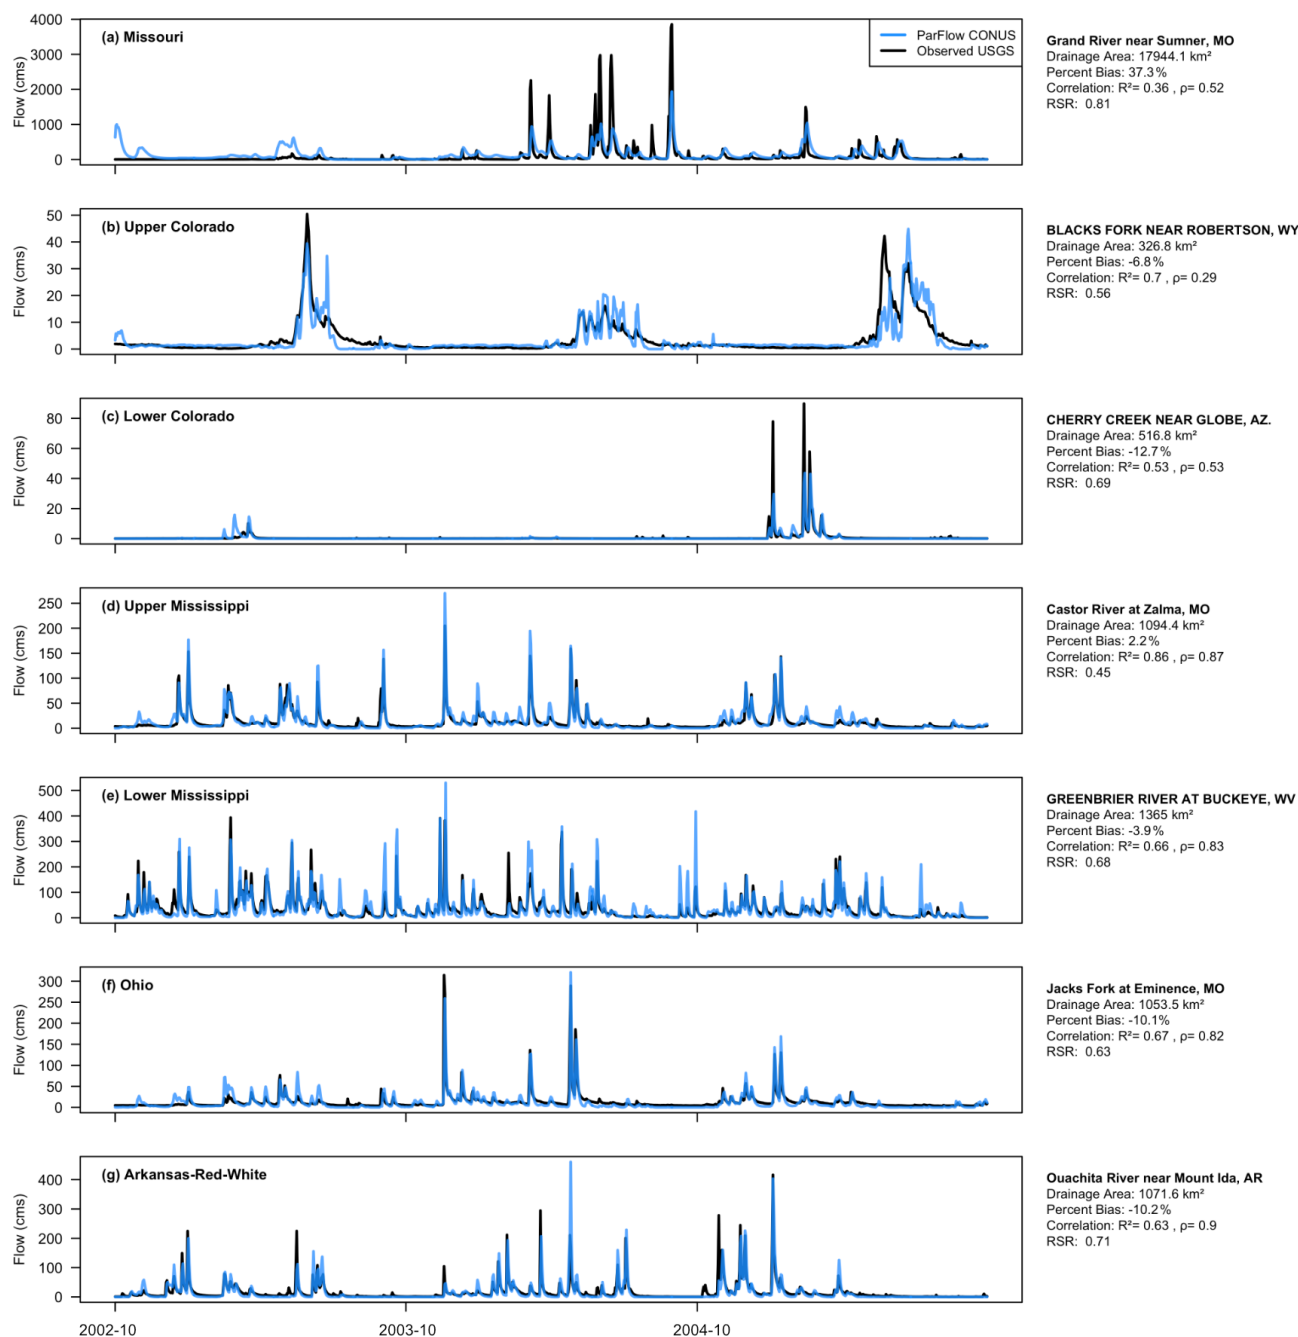 4000
3000
2000
1000
0
Flow (cms)
(a) Missouri
ParFlow CONUS
Observed USGS
Grand River near Sumner, MO
Drainage Area: 17944.1 km²
Percent Bias: 37.3%
Correlation: R²= 0.36 , ρ= 0.52
RSR:  0.81
50
40
30
20
10
0
Flow (cms)
(b) Upper Colorado
BLACKS FORK NEAR ROBERTSON, WY
Drainage Area: 326.8 km²
Percent Bias: -6.8%
Correlation: R²= 0.7 , ρ= 0.29
RSR:  0.56
80
60
40
20
0
Flow (cms)
(c) Lower Colorado
CHERRY CREEK NEAR GLOBE, AZ.
Drainage Area: 516.8 km²
Percent Bias: -12.7%
Correlation: R²= 0.53 , ρ= 0.53
RSR:  0.69
250
200
150
100
50
0
Flow (cms)
(d) Upper Mississippi
Castor River at Zalma, MO
Drainage Area: 1094.4 km²
Percent Bias: 2.2%
Correlation: R²= 0.86 , ρ= 0.87
RSR:  0.45
500
400
300
200
100
0
Flow (cms)
(e) Lower Mississippi
GREENBRIER RIVER AT BUCKEYE, WV
Drainage Area: 1365 km²
Percent Bias: -3.9%
Correlation: R²= 0.66 , ρ= 0.83
RSR:  0.68
300
250
200
150
100
50
0
Flow (cms)
(f) Ohio
Jacks Fork at Eminence, MO
Drainage Area: 1053.5 km²
Percent Bias: -10.1%
Correlation: R²= 0.67 , ρ= 0.82
RSR:  0.63
400
300
200
100
0
Flow (cms)
(g) Arkansas-Red-White
Ouachita River near Mount Ida, AR
Drainage Area: 1071.6 km²
Percent Bias: -10.2%
Correlation: R²= 0.63 , ρ= 0.9
RSR:  0.71
2002-10
2003-10
2004-10